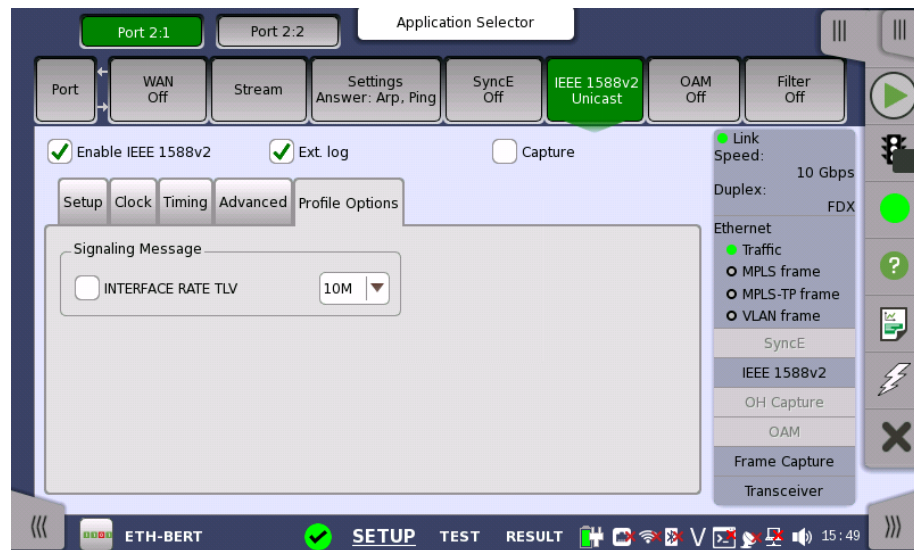 Application Selector
Port 2:1
Port 2:2
Port
WAN
Off
Stream
Settings
Answer: Arp, Ping
SyncE
Off
IEEE 1588v2
Unicast
OAM
Off
Filter
Off
Enable IEEE 1588v2
Ext. log
Capture
Setup
Clock
Timing
Advanced
Profile Options
Signaling Message
INTERFACE RATE TLV
10M
Link
Speed:
10 Gbps
Duplex:
FDX
Ethernet
Traffic
MPLS frame
MPLS-TP frame
VLAN frame
SyncE
IEEE 1588v2
OH Capture
OAM
Frame Capture
Transceiver
ETH-BERT
SETUP
TEST
RESULT
15:49